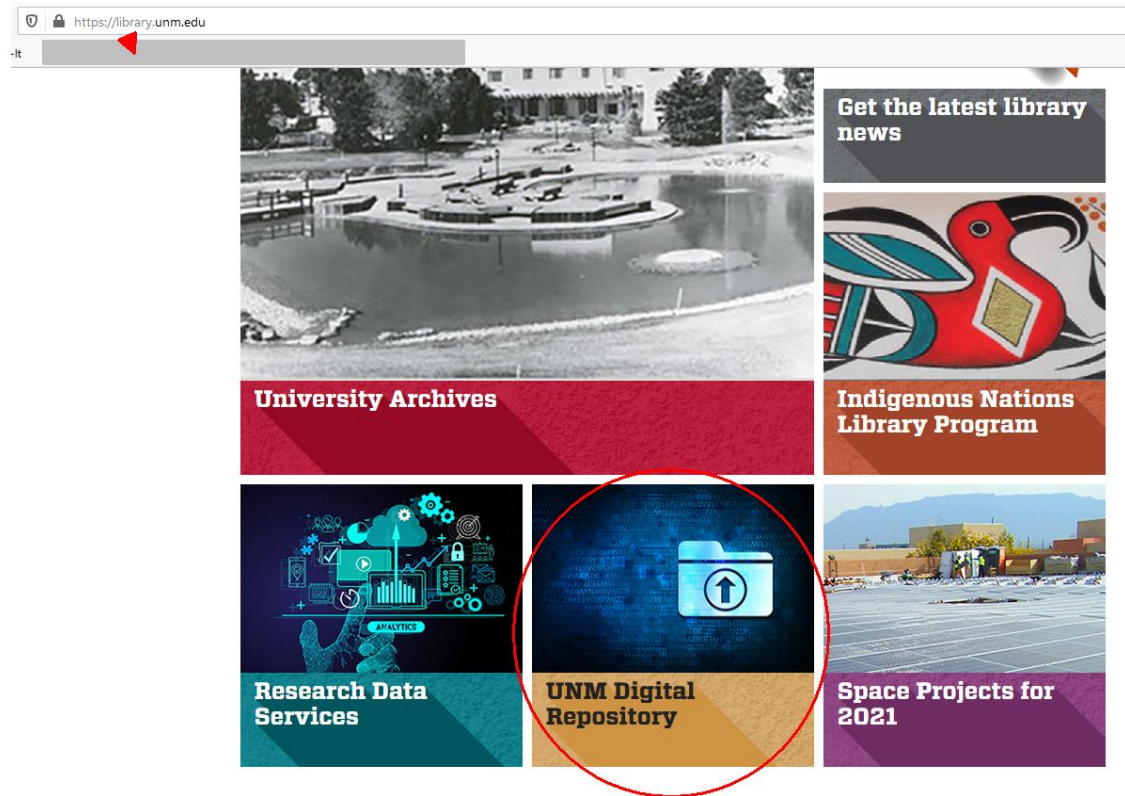 https://library.unm.edu
-It
Get the latest library
news
University Archives
Indigenous Nations
Library Program
ANALYTICS
Research Data
Services
UNM Digital
Repository
Space Projects for
2021